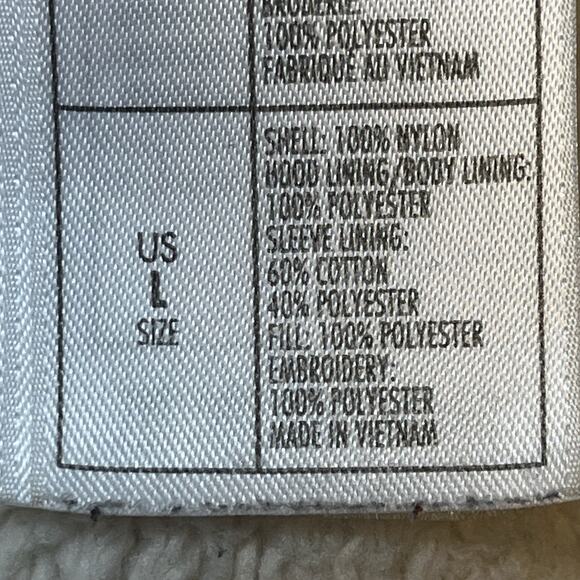 BRODERIE:
100% POLYESTER
FABRIQUÉ AU VIETNAM
US
L
SIZE
SHELL: 100% NYLON
HOOD LINING/BODY LINING:
100% POLYESTER
SLEEVE LINING:
60% COTTON
40% POLYESTER
FILL: 100% POLYESTER
EMBROIDERY:
100% POLYESTER
MADE IN VIETNAM